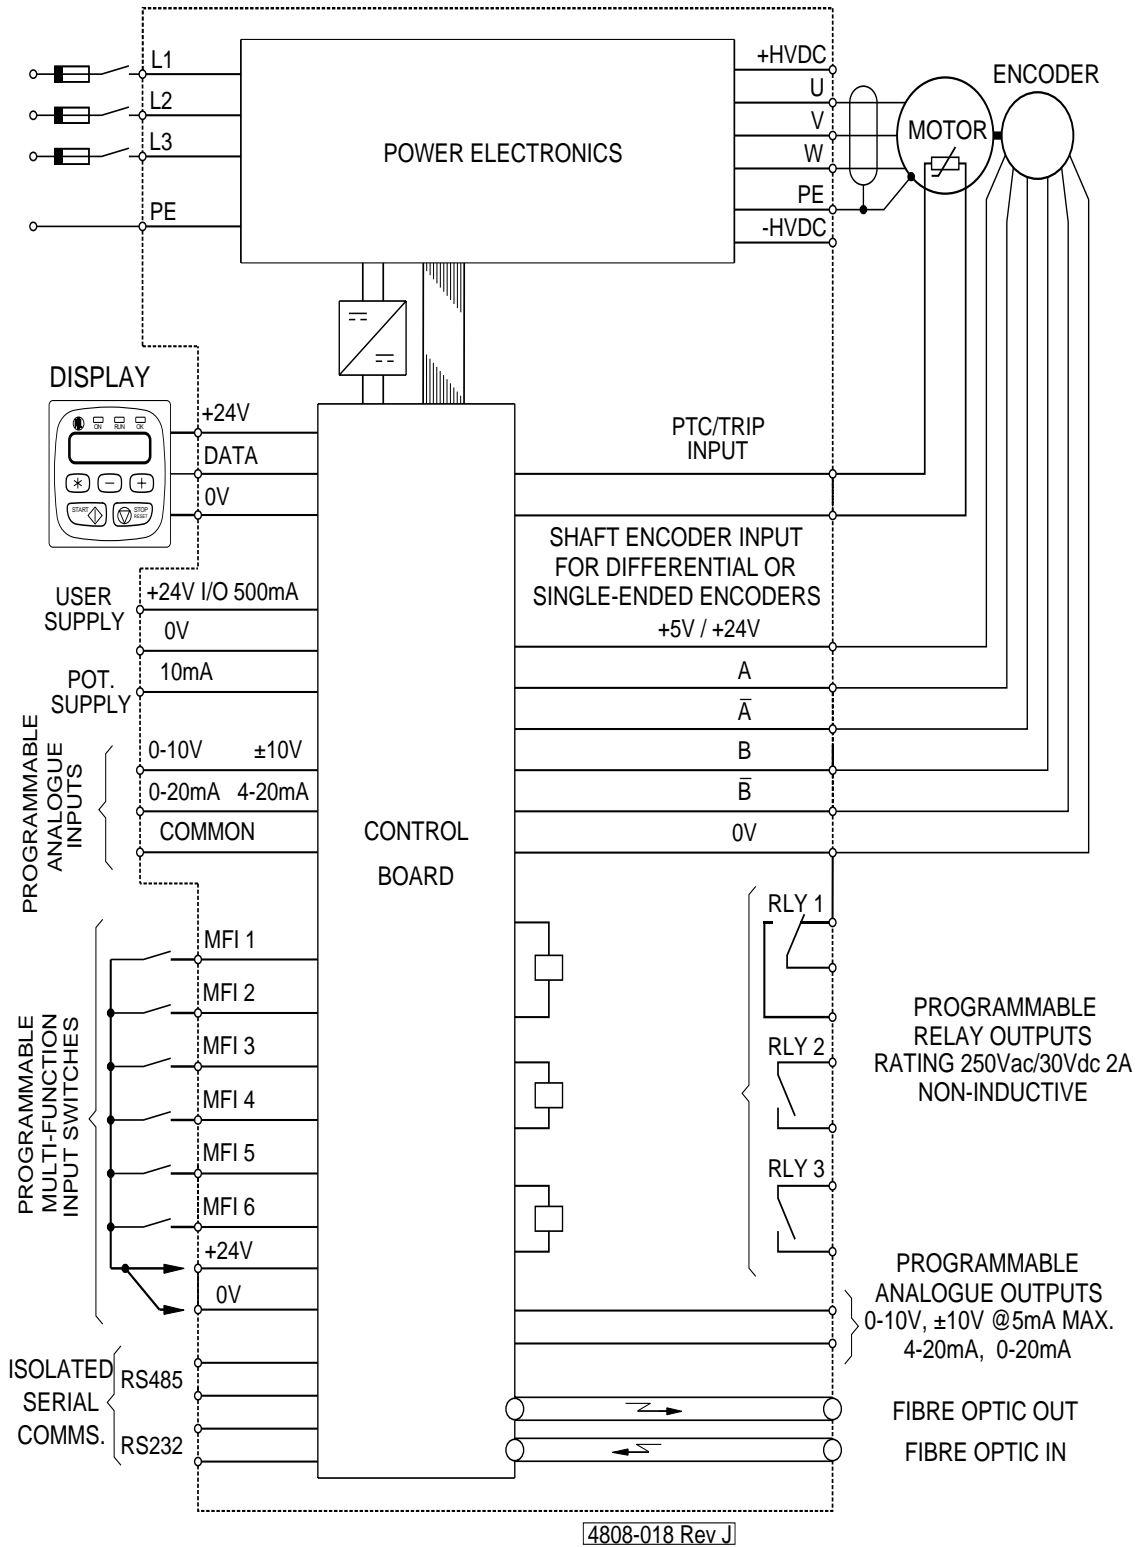 L1
L2
L3
PE
POWER ELECTRONICS
+HVDC
U
V
W
PE
-HVDC
MOTOR
ENCODER
DISPLAY
ON RUN OK
START
STOP
RESET
+24V
DATA
0V
PTC/TRIP
INPUT
SHAFT ENCODER INPUT
FOR DIFFERENTIAL OR
SINGLE-ENDED ENCODERS
+5V / +24V
A
A̅
B
B̅
0V
USER
SUPPLY
+24V I/O 500mA
0V
POT.
SUPPLY
10mA
PROGRAMMABLE
ANALOGUE
INPUTS
0-10V ±10V
0-20mA 4-20mA
COMMON
CONTROL
BOARD
PROGRAMMABLE
MULTI-FUNCTION
INPUT SWITCHES
MFI 1
MFI 2
MFI 3
MFI 4
MFI 5
MFI 6
+24V
0V
RLY 1
RLY 2
RLY 3
PROGRAMMABLE
RELAY OUTPUTS
RATING 250Vac/30Vdc 2A
NON-INDUCTIVE
PROGRAMMABLE
ANALOGUE OUTPUTS
0-10V, ±10V @5mA MAX.
4-20mA, 0-20mA
ISOLATED
SERIAL
COMMS.
RS485
RS232
FIBRE OPTIC OUT
FIBRE OPTIC IN
4808-018 Rev J